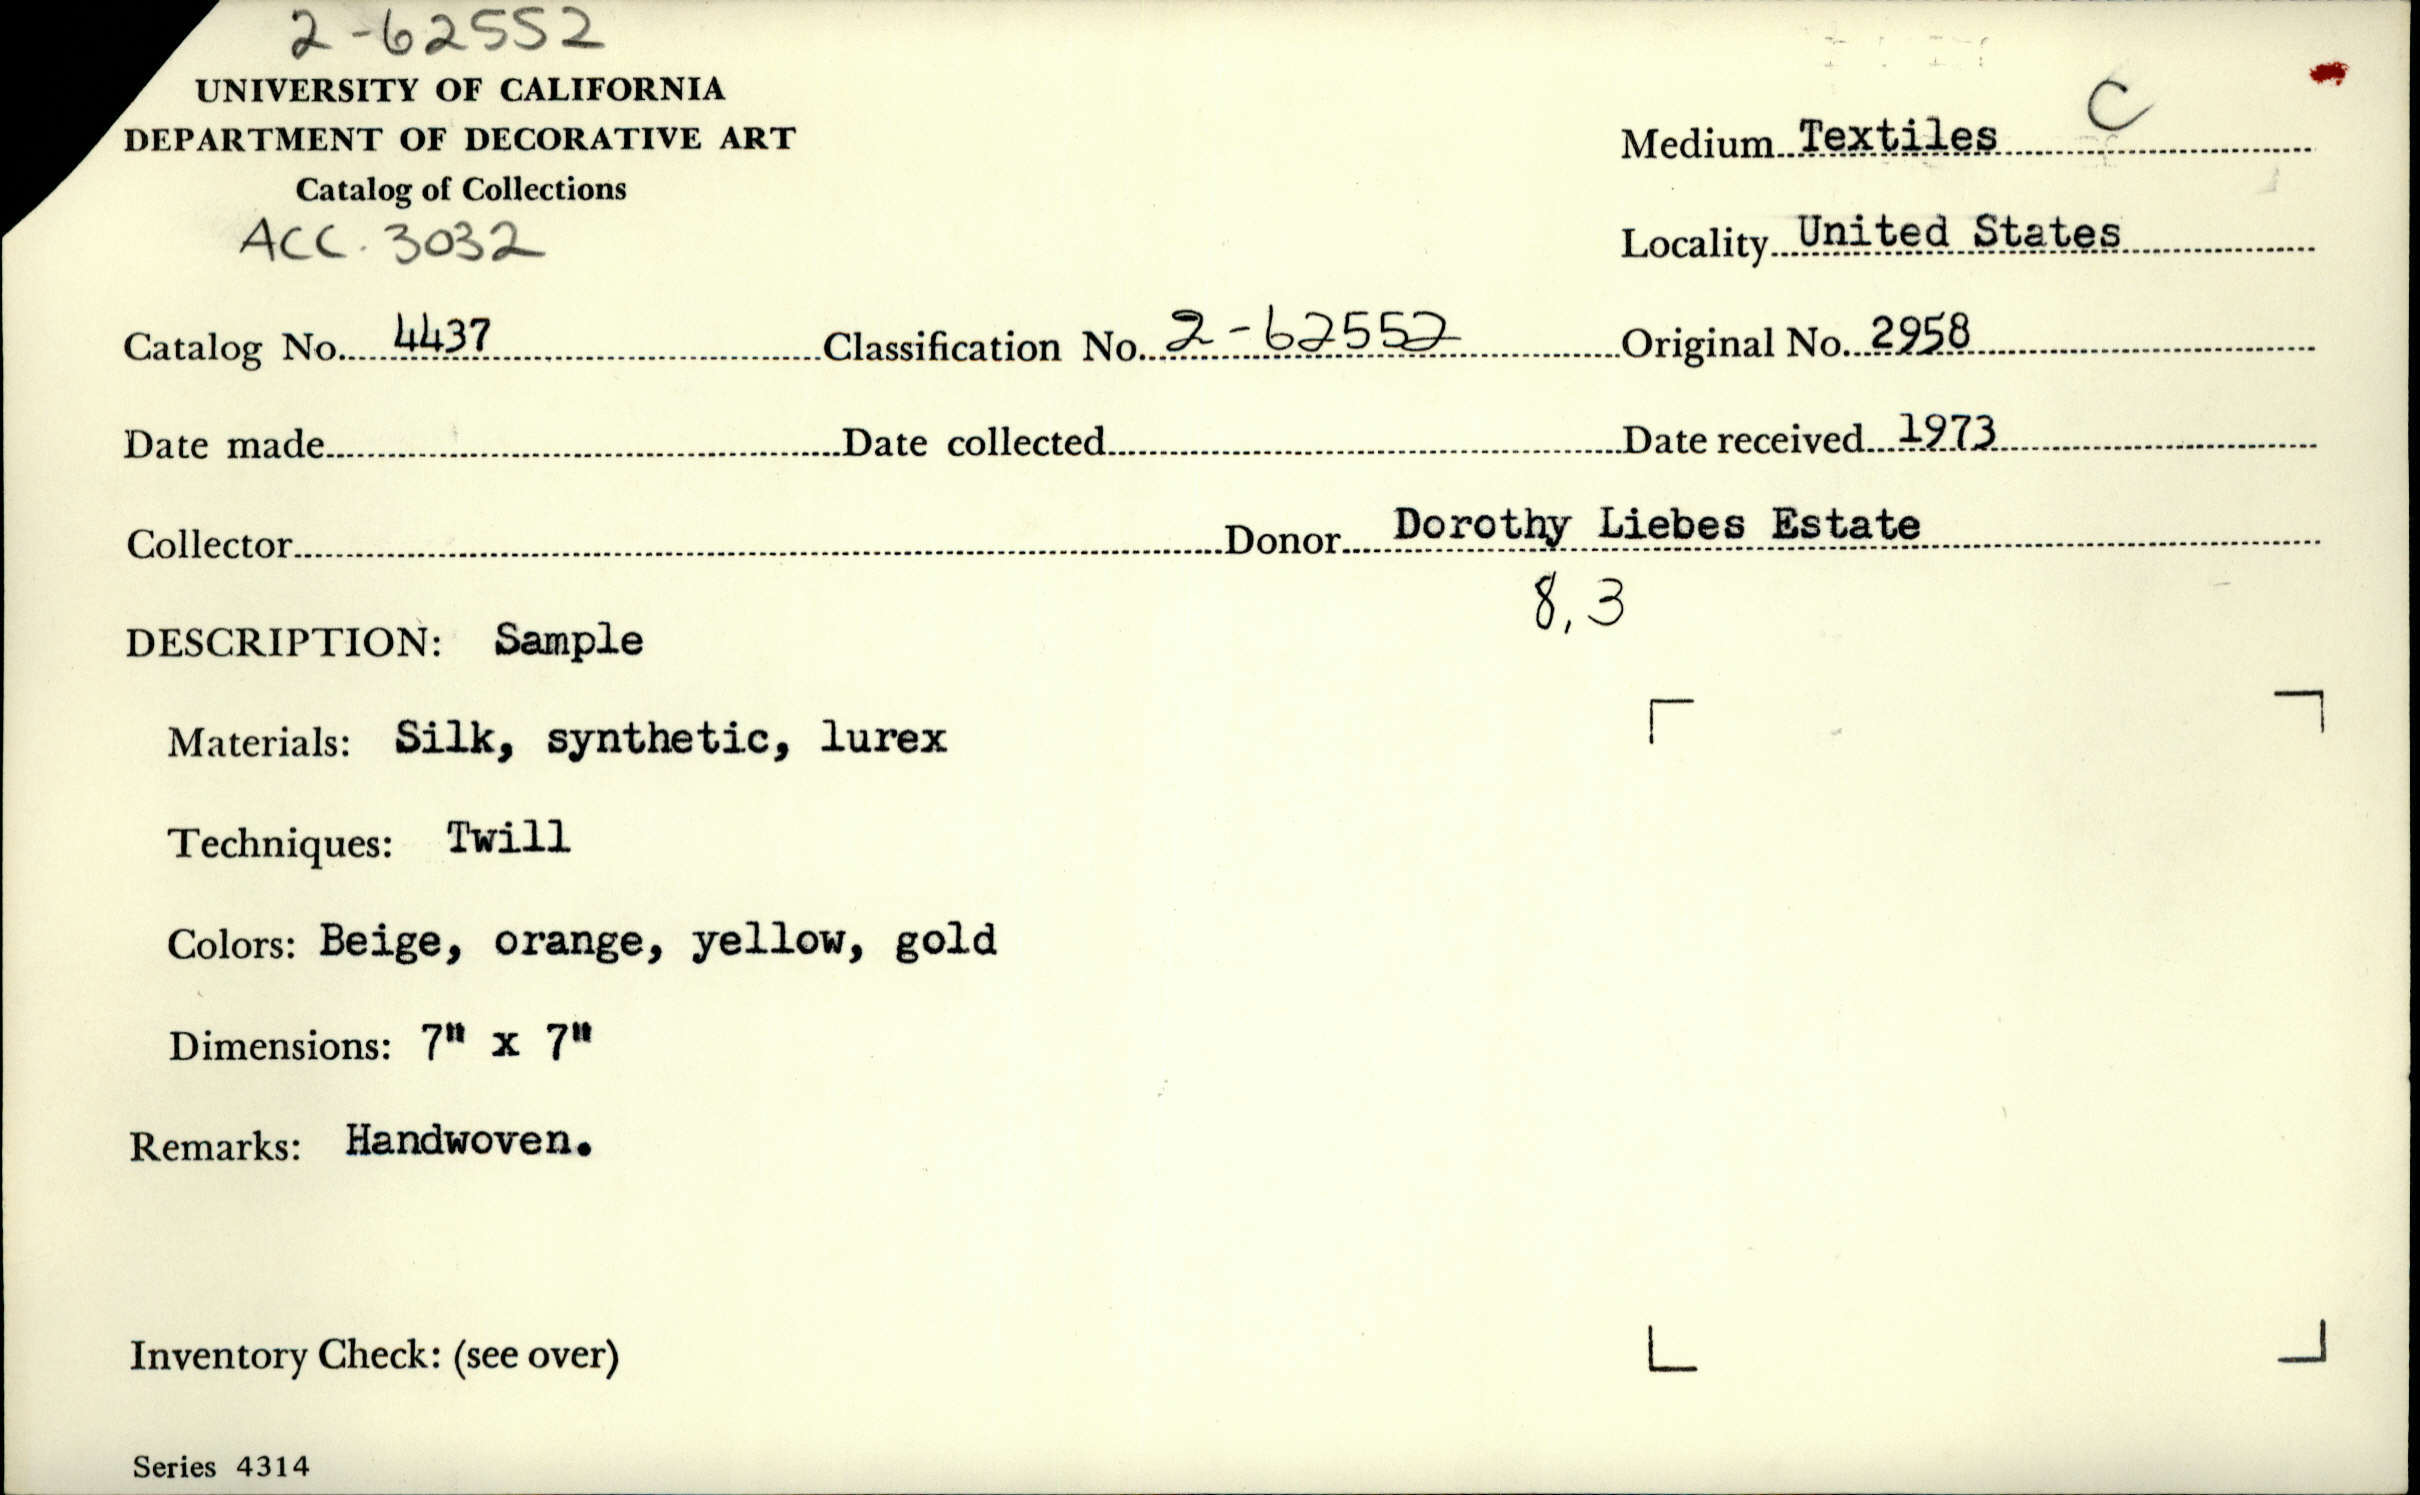 2-62552
UNIVERSITY OF CALIFORNIA
DEPARTMENT OF DECORATIVE ART
Catalog of Collections
ACC. 3032
C
Medium Textiles
Locality United States
Catalog No. 4437 Classification No. 2-62552 Original No. 2958
Date made Date collected Date received 1973
Collector Donor Dorothy Liebes Estate
8,3
DESCRIPTION: Sample
Materials: Silk, synthetic, lurex
Techniques: Twill
Colors: Beige, orange, yellow, gold
Dimensions: 7" x 7"
Remarks: Handwoven.
Inventory Check: (see over)
Series 4314